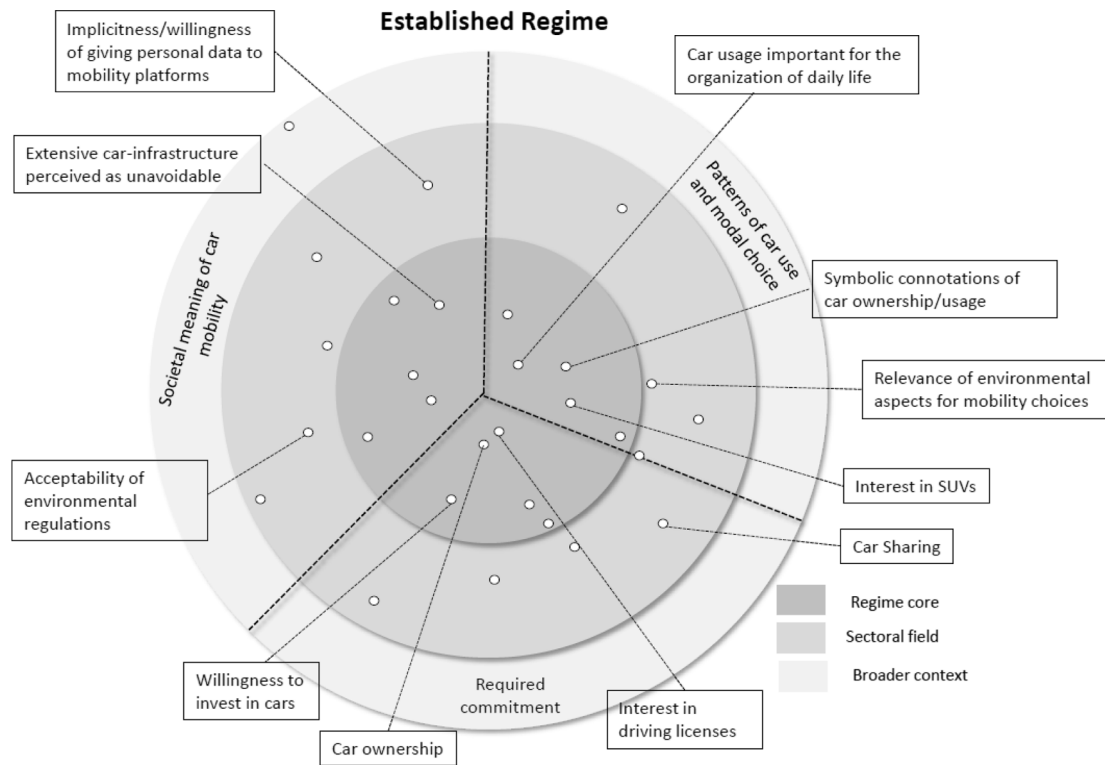 Established Regime
Implicitness/willingness
of giving personal data to
mobility platforms
Car usage important for the
organization of daily life
Extensive car-infrastructure
perceived as unavoidable
Patterns of car use
and modal choice
Societal meaning of car
mobility
Symbolic connotations of
car ownership/usage
Relevance of environmental
aspects for mobility choices
Acceptability of
environmental
regulations
Interest in SUVs
Car Sharing
Regime core
Sectoral field
Broader context
Willingness to
invest in cars
Required
commitment
Interest in
driving licenses
Car ownership